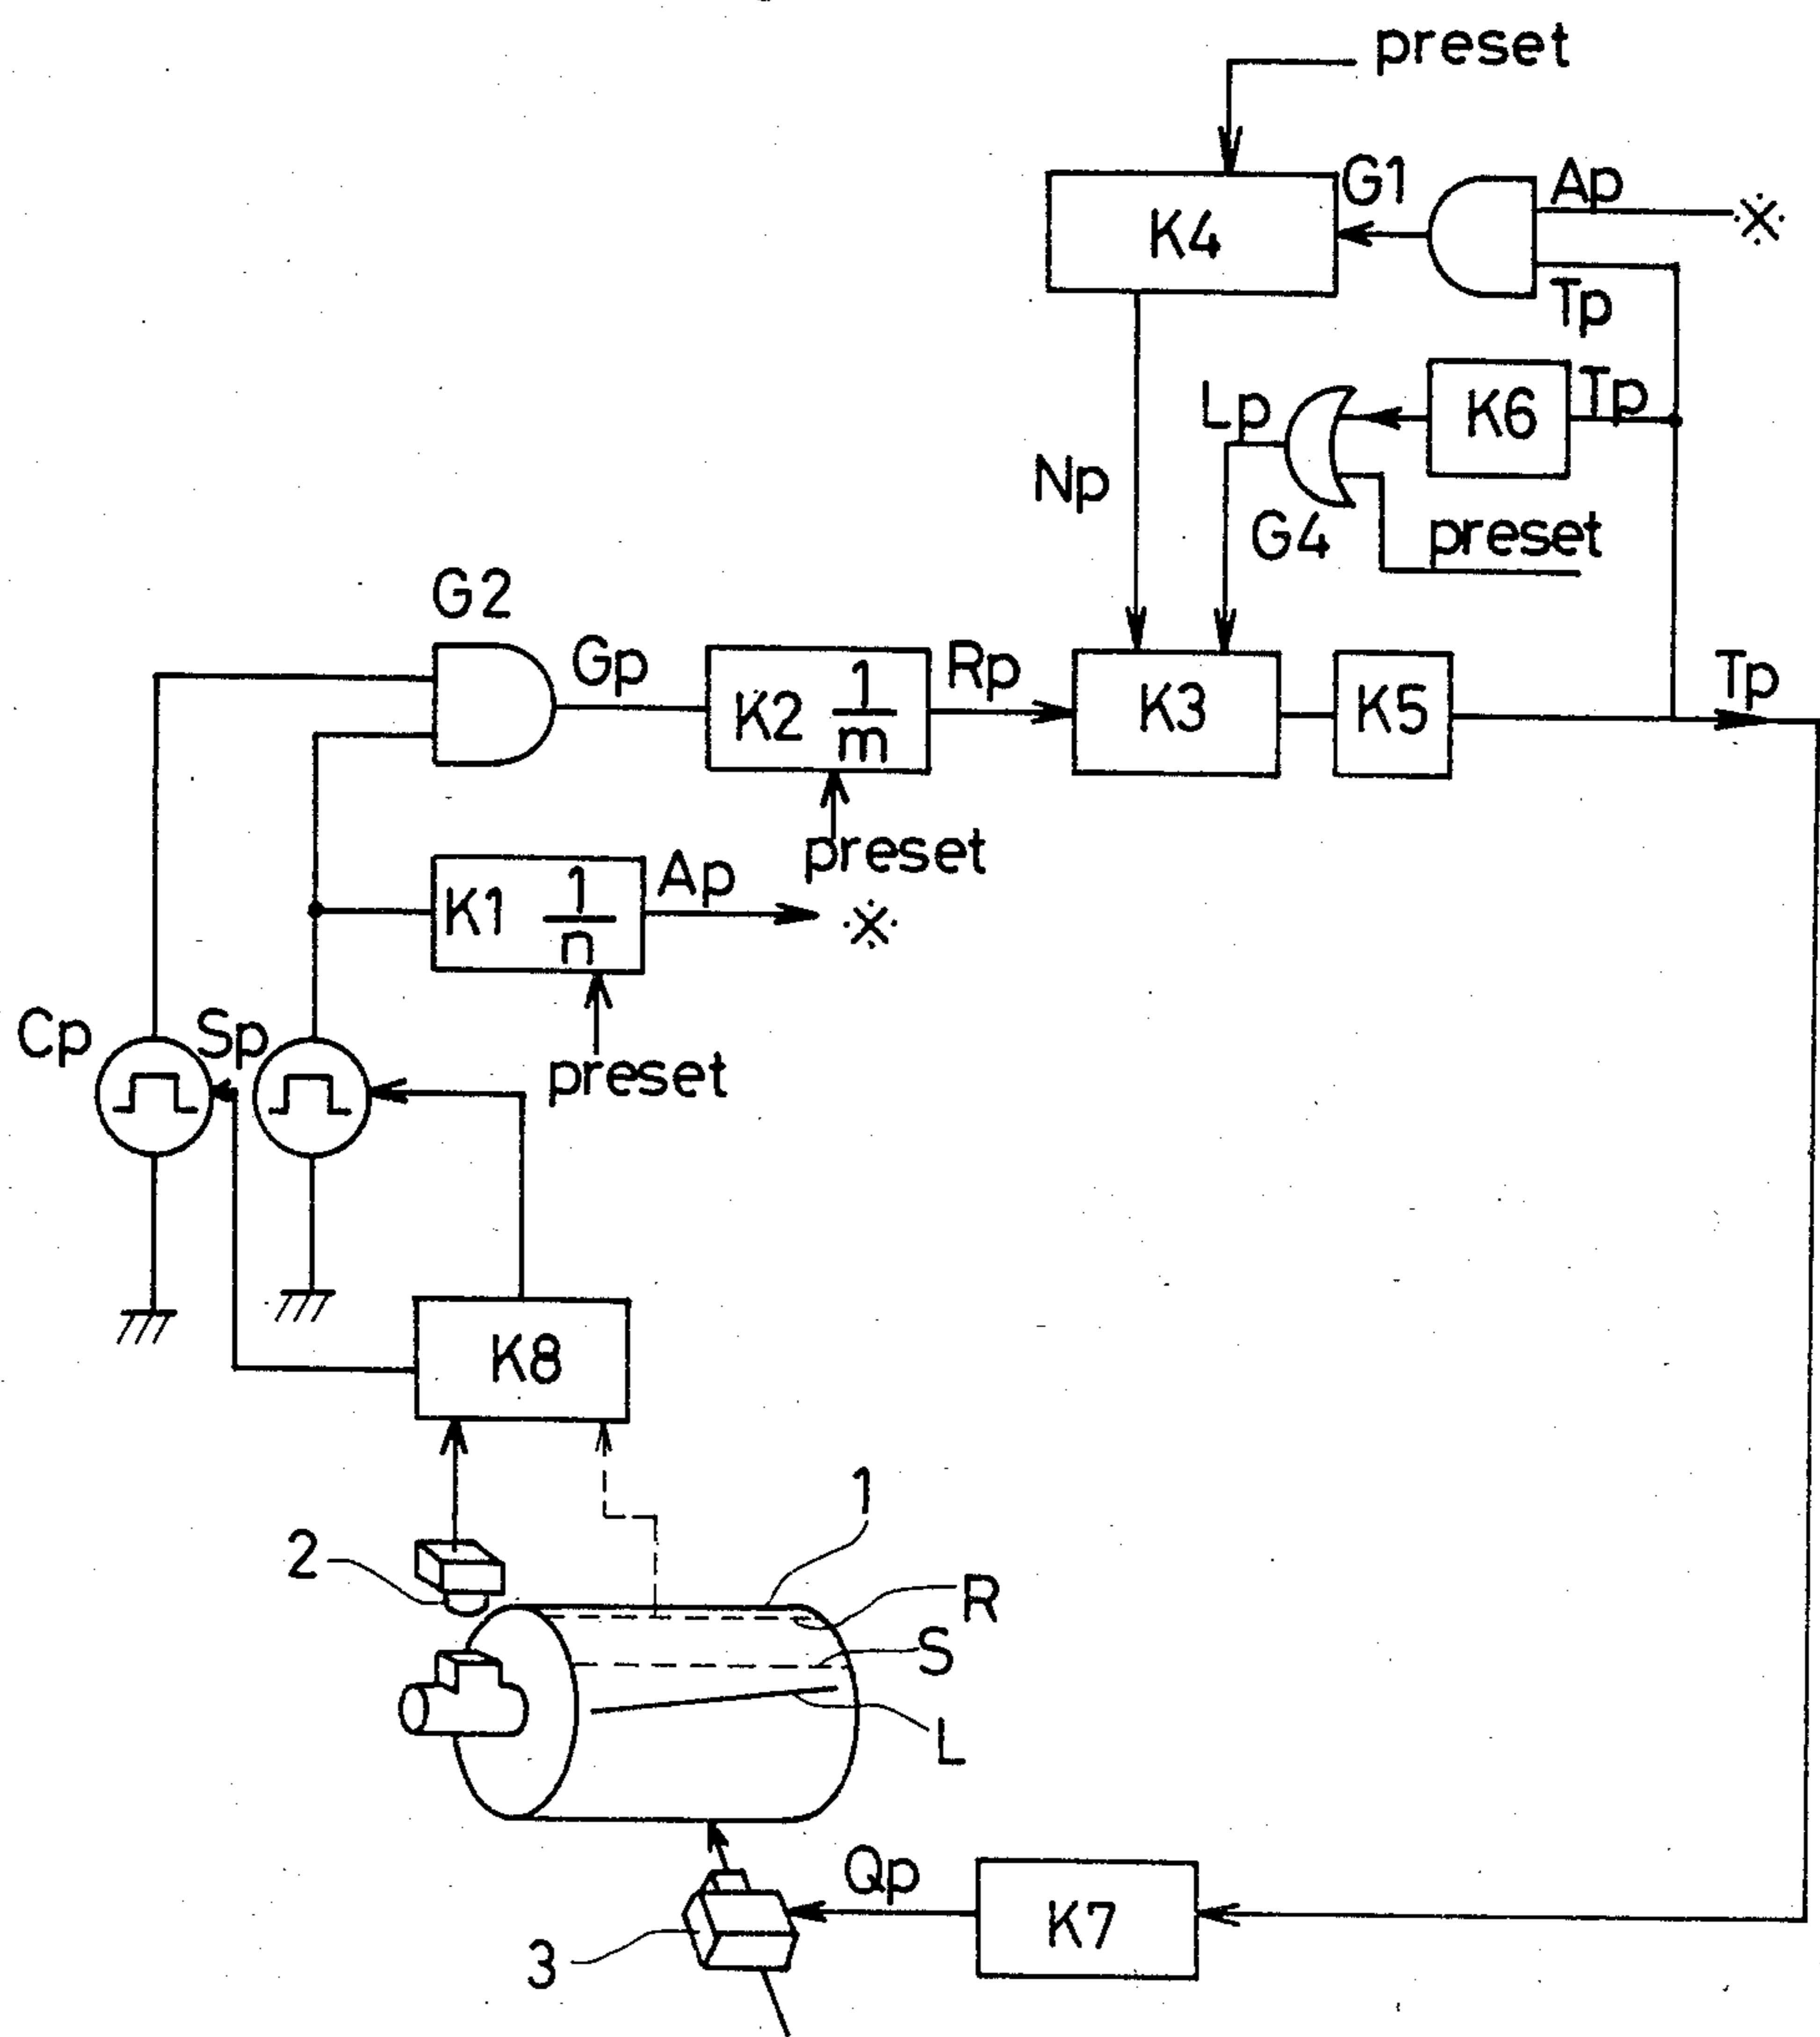 preset
G1
Ap
※
K4
Tp
Lp
K6
Tp
Np
G4
preset
G2
Gp
K2 1/m
Rp
K3
K5
Tp
preset
K1 1/n
Ap
※
Cp
Sp
preset
K8
1
2
R
S
L
Qp
K7
3